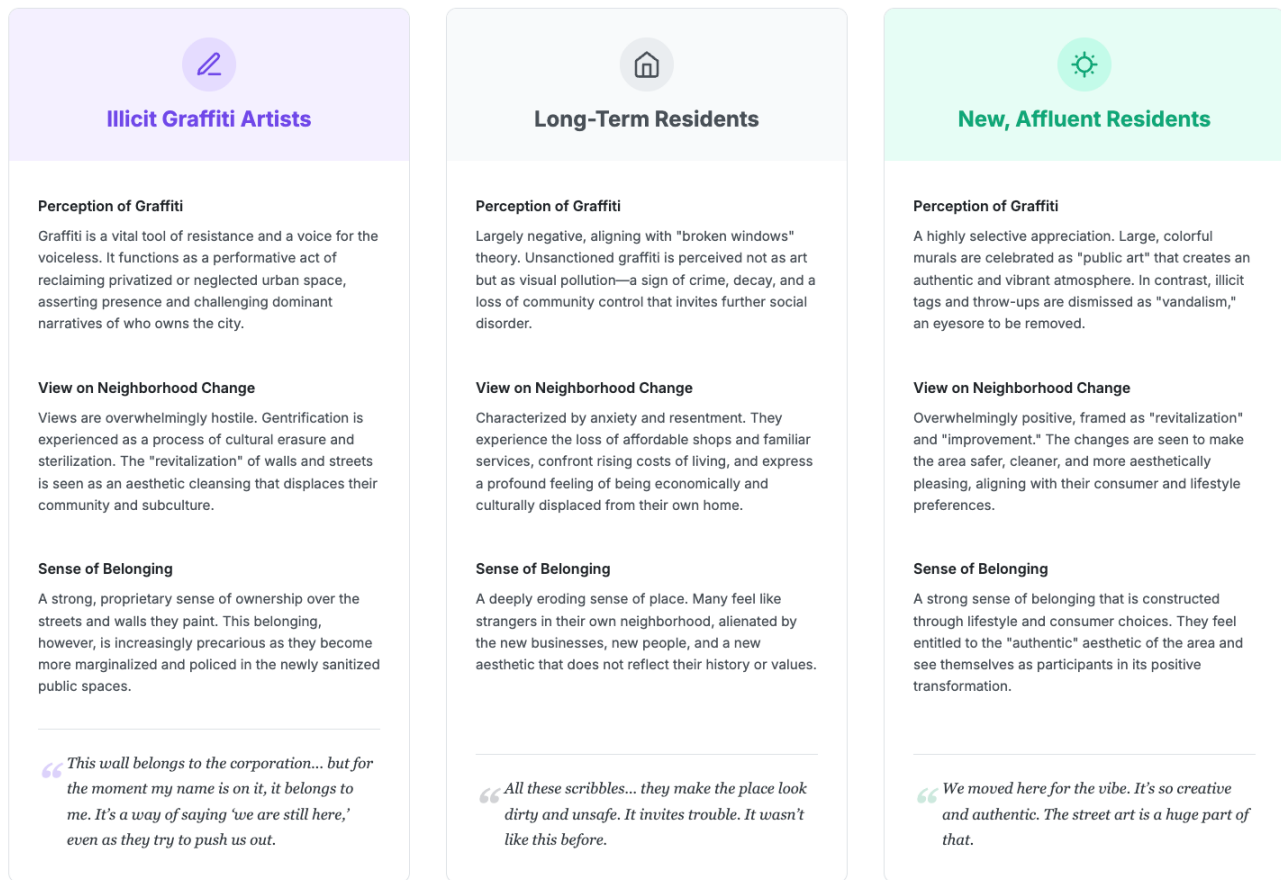 Illicit Graffiti Artists
Perception of Graffiti
Graffiti is a vital tool of resistance and a voice for the
voiceless. It functions as a performative act of
reclaiming privatized or neglected urban space,
asserting presence and challenging dominant
narratives of who owns the city.
View on Neighborhood Change
Views are overwhelmingly hostile. Gentrification is
experienced as a process of cultural erasure and
sterilization. The "revitalization" of walls and streets
is seen as an aesthetic cleansing that displaces their
community and subculture.
Sense of Belonging
A strong, proprietary sense of ownership over the
streets and walls they paint. This belonging,
however, is increasingly precarious as they become
more marginalized and policed in the newly sanitized
public spaces.
“This wall belongs to the corporation... but for
the moment my name is on it, it belongs to
me. It’s a way of saying ‘we are still here,’
even as they try to push us out.
Long-Term Residents
Perception of Graffiti
Largely negative, aligning with "broken windows"
theory. Unsanctioned graffiti is perceived not as art
but as visual pollution—a sign of crime, decay, and a
loss of community control that invites further social
disorder.
View on Neighborhood Change
Characterized by anxiety and resentment. They
experience the loss of affordable shops and familiar
services, confront rising costs of living, and express
a profound feeling of being economically and
culturally displaced from their own home.
Sense of Belonging
A deeply eroding sense of place. Many feel like
strangers in their own neighborhood, alienated by
the new businesses, new people, and a new
aesthetic that does not reflect their history or values.
“All these scribbles... they make the place look
dirty and unsafe. It invites trouble. It wasn’t
like this before.
New, Affluent Residents
Perception of Graffiti
A highly selective appreciation. Large, colorful
murals are celebrated as "public art" that creates an
authentic and vibrant atmosphere. In contrast, illicit
tags and throw-ups are dismissed as "vandalism,"
an eyesore to be removed.
View on Neighborhood Change
Overwhelmingly positive, framed as "revitalization"
and "improvement." The changes are seen to make
the area safer, cleaner, and more aesthetically
pleasing, aligning with their consumer and lifestyle
preferences.
Sense of Belonging
A strong sense of belonging that is constructed
through lifestyle and consumer choices. They feel
entitled to the "authentic" aesthetic of the area and
see themselves as participants in its positive
transformation.
“We moved here for the vibe. It’s so creative
and authentic. The street art is a huge part of
that.